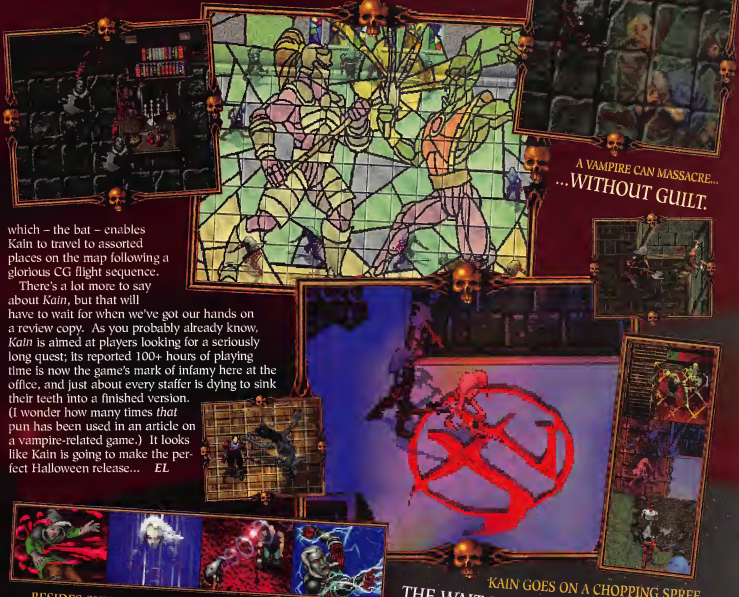 A VAMPIRE CAN MASSACRE...
...WITHOUT GUILT.
which – the bat – enables
Kain to travel to assorted
places on the map following a
glorious CG flight sequence.
There's a lot more to say
about Kain, but that will
have to wait for when we've got our hands on
a review copy. As you probably already know,
Kain is aimed at players looking for a seriously
long quest; its reported 100+ hours of playing
time is now the game's mark of infamy here at the
office, and just about every staffer is dying to sink
their teeth into a finished version.
(I wonder how many times that
pun has been used in an article on
a vampire-related game.) It looks
like Kain is going to make the per-
fect Halloween release... EL
KAIN GOES ON A CHOPPING SPREE
THE WAIT